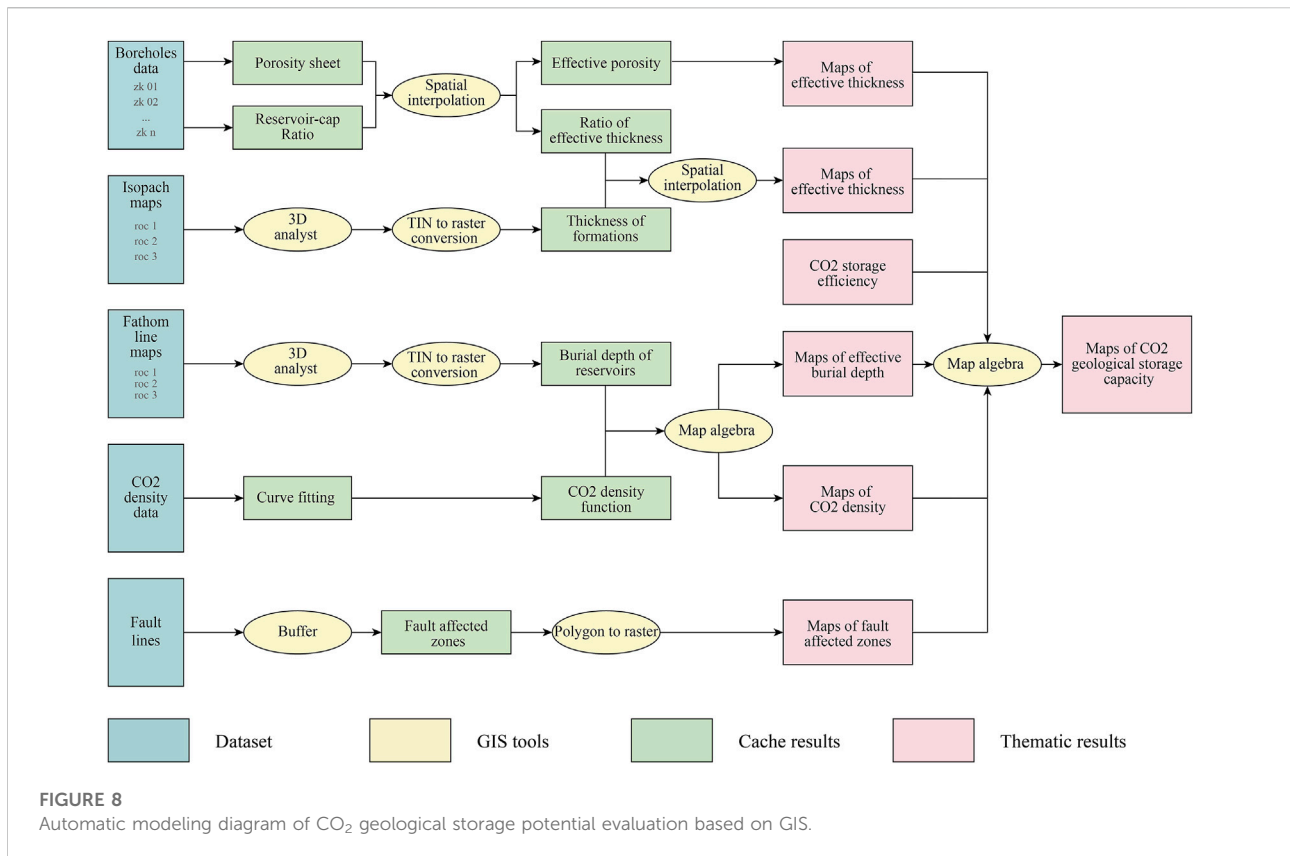 Boreholes
data
zk 01
zk 02
...
zk n
Porosity sheet
Reservoir-cap
Ratio
Spatial
interpolation
Effective porosity
Ratio of
effective thickness
Maps of
effective thickness
Isopach
maps
roc 1
roc 2
roc 3
3D
analyst
TIN to raster
conversion
Thickness of
formations
Spatial
interpolation
Maps of
effective thickness
CO2 storage
efficiency
Fathom
line
maps
roc 1
roc 2
roc 3
3D
analyst
TIN to raster
conversion
Burial depth of
reservoirs
Map algebra
Maps of effective
burial depth
Map algebra
Maps of CO2
geological storage
capacity
CO2
density
data
Curve fitting
CO2 density
function
Maps of
CO2 density
Fault
lines
Buffer
Fault affected
zones
Polygon to raster
Maps of fault
affected zones
Dataset
GIS tools
Cache results
Thematic results
FIGURE 8
Automatic modeling diagram of CO₂ geological storage potential evaluation based on GIS.